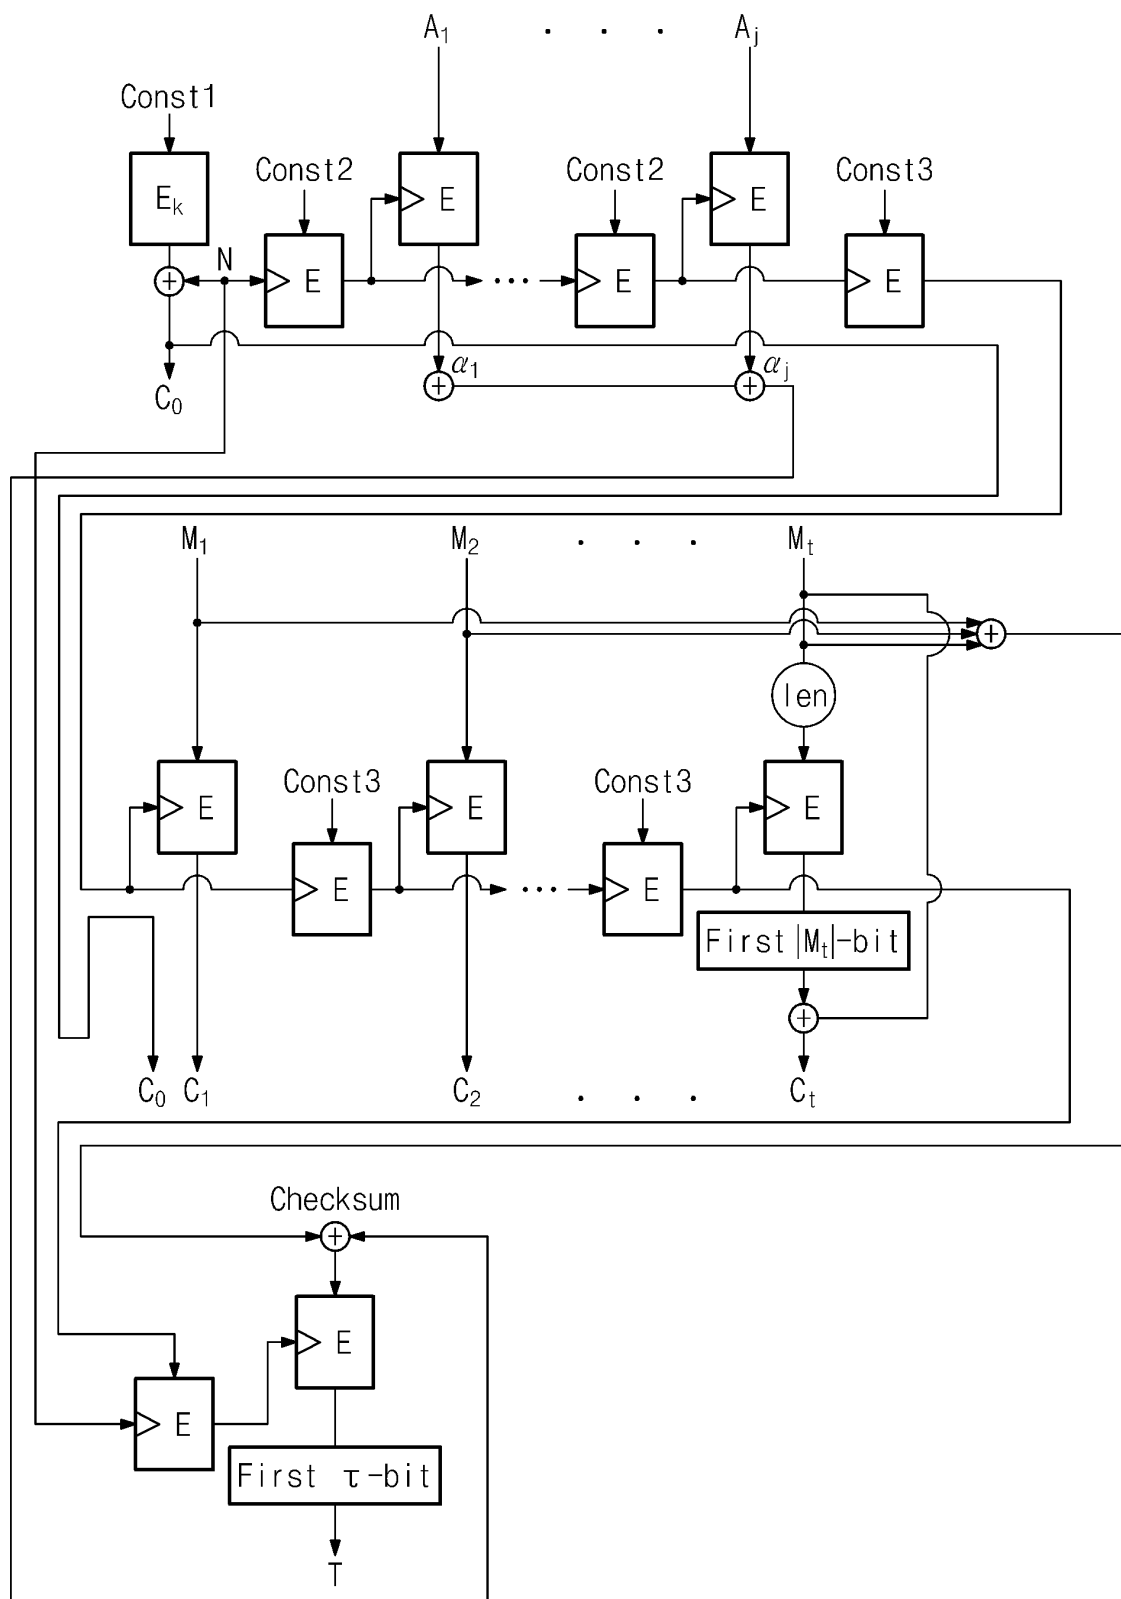 A₁ . . . Aⱼ
Const1
Const2 Const2 Const3
Eₖ E E
N E ... E E
α₁ αⱼ
C₀
M₁ M₂ . . . Mₜ
len
Const3 Const3
E E E
E ... E
First |Mₜ|-bit
C₀ C₁ C₂ . . . Cₜ
Checksum
E
E
First τ-bit
T